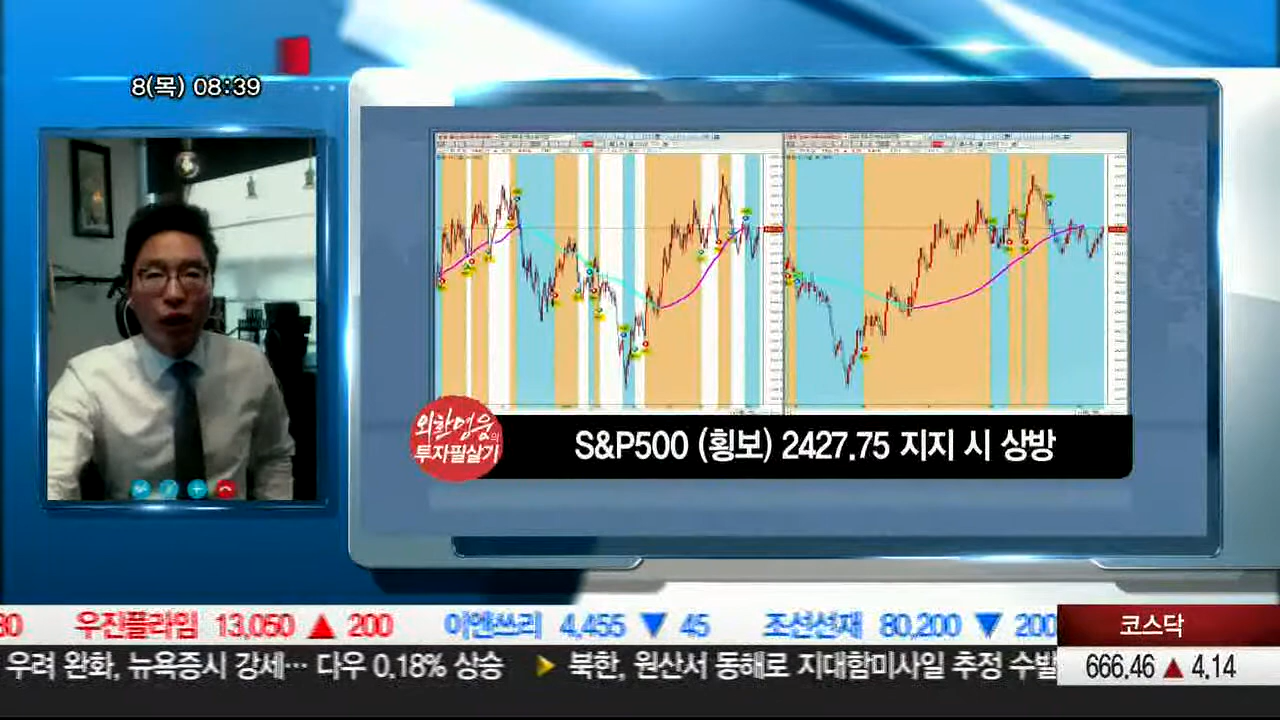 8(목) 08:39
외환영웅의
투자필살기
S&P500 (횡보) 2427.75 지지 시 상방
우진플라임 13,050 ▲ 200 이엔쓰리 4,455 ▼ 45 조선선재 80,200 ▼ 200
코스닥
우려 완화, 뉴욕증시 강세… 다우 0.18% 상승 ▶ 북한, 원산서 동해로 지대함미사일 추정 수발
666.46 ▲ 4.14